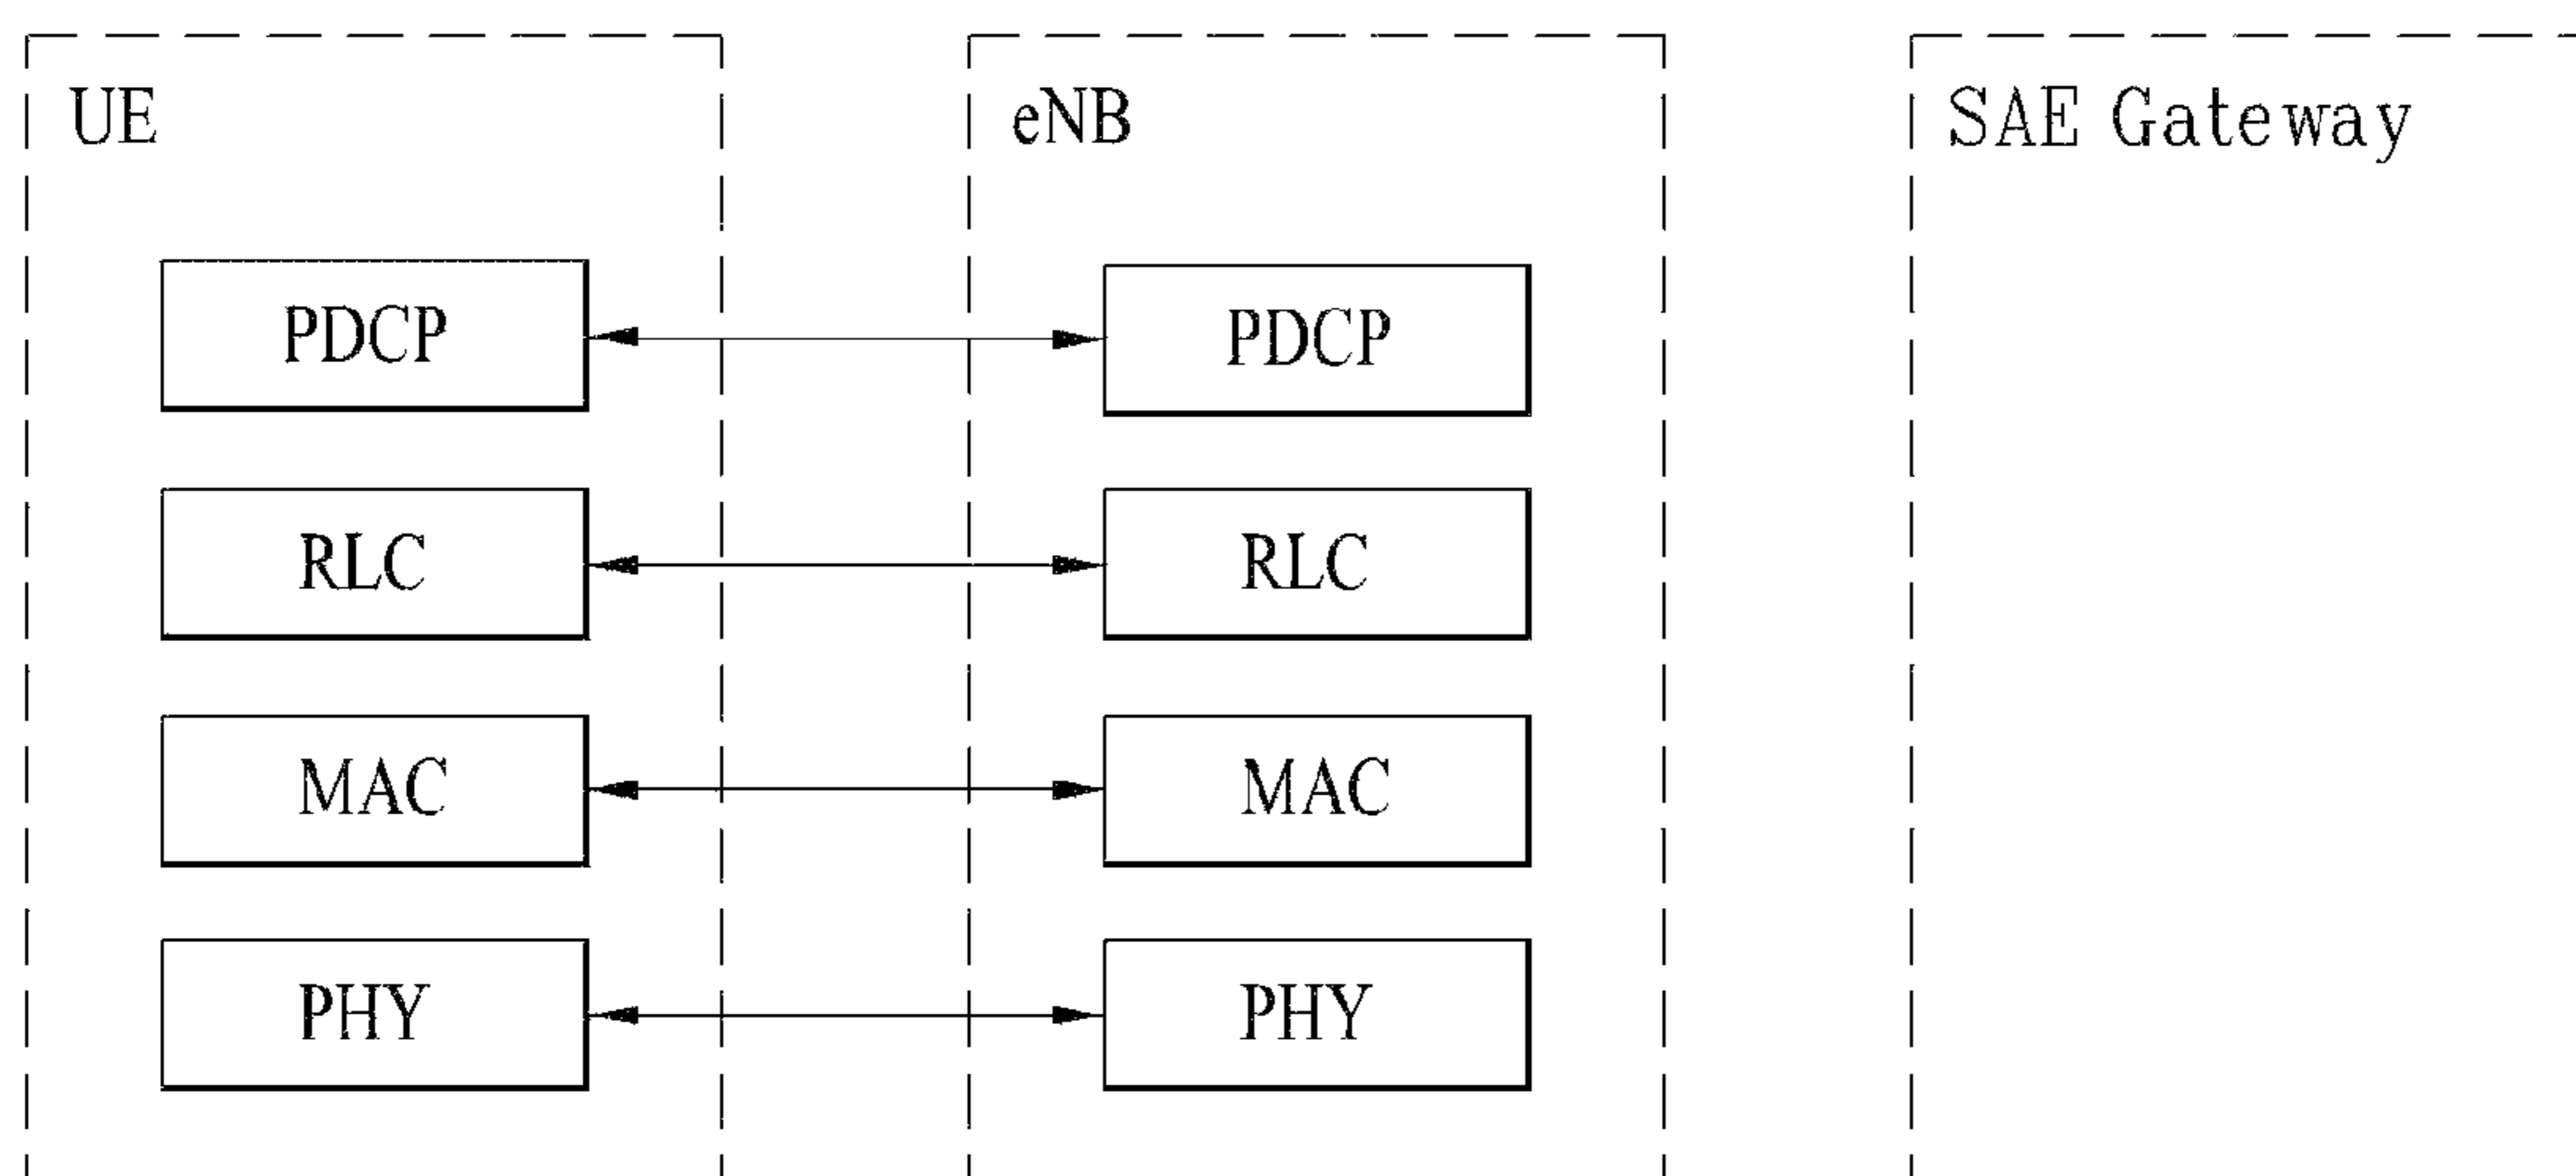 UE
eNB
SAE Gateway
PDCP
PDCP
RLC
RLC
MAC
MAC
PHY
PHY